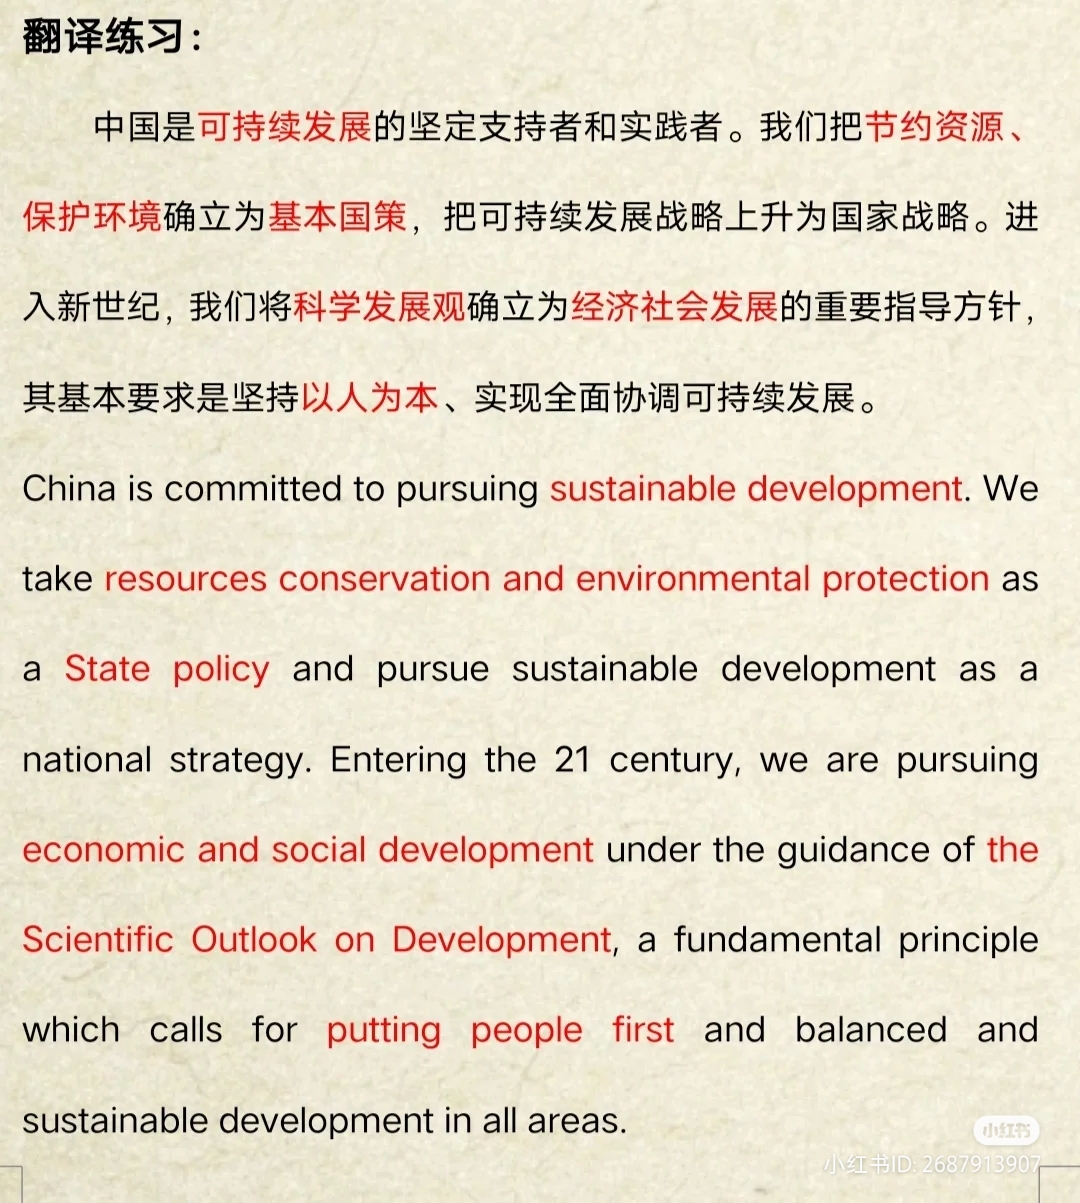 翻译练习：
中国是可持续发展的坚定支持者和实践者。我们把节约资源、
保护环境确立为基本国策，把可持续发展战略上升为国家战略。进
入新世纪，我们将科学发展观确立为经济社会发展的重要指导方针，
其基本要求是坚持以人为本、实现全面协调可持续发展。
China is committed to pursuing sustainable development. We
take resources conservation and environmental protection as
a State policy and pursue sustainable development as a
national strategy. Entering the 21 century, we are pursuing
economic and social development under the guidance of the
Scientific Outlook on Development, a fundamental principle
which calls for putting people first and balanced and
sustainable development in all areas.
小红书
小红书ID: 2687913907